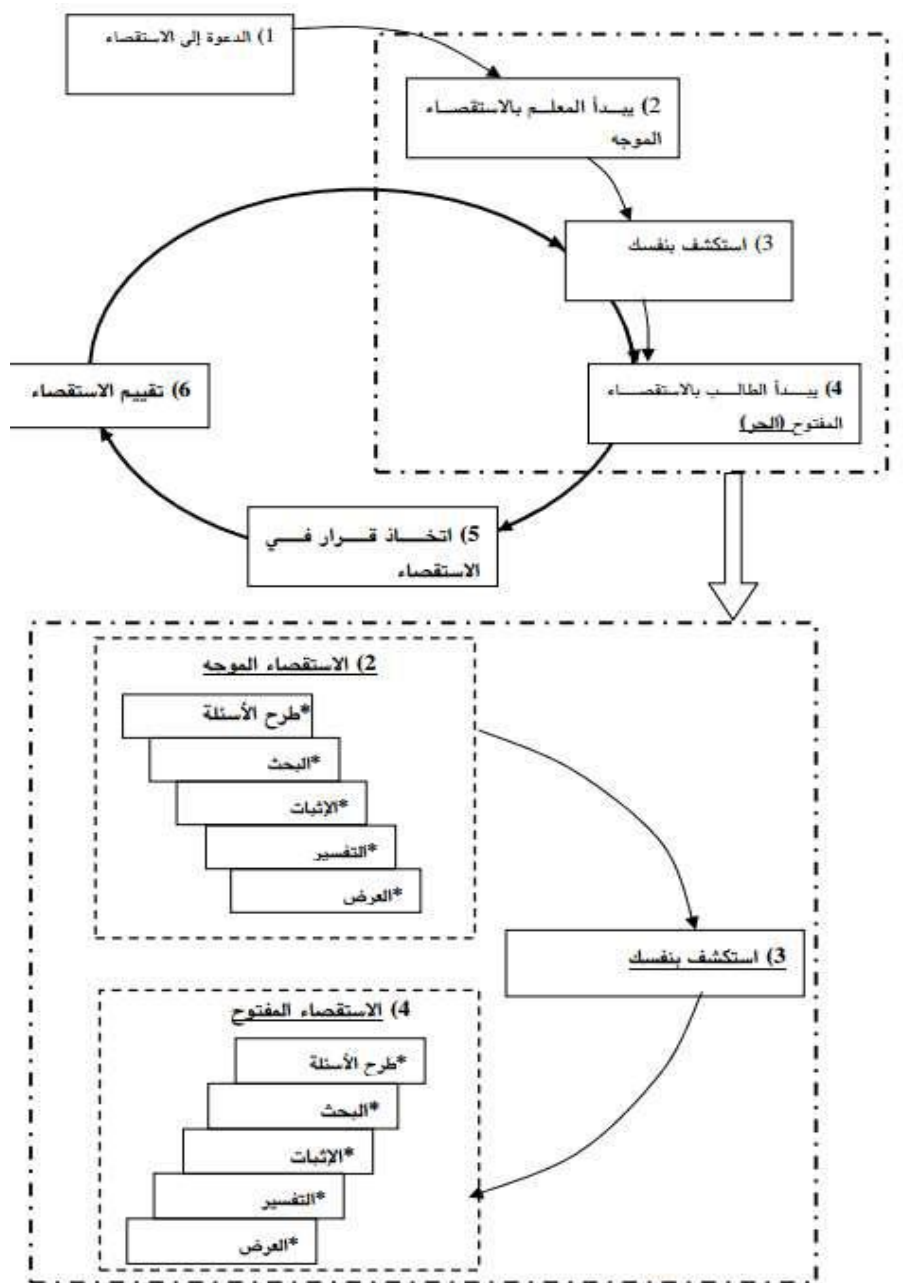 1) الدعوة إلى الاستقصاء
2) يبدأ المعلم بالاستقصاء
الموجه
3) استكشف بنفسك
4) يبدأ الطالب بالاستقصاء
المفتوح (الحر)
6) تقييم الاستقصاء
5) اتخاذ قرار في
الاستقصاء
2) الاستقصاء الموجه
*طرح الأسئلة
*البحث
*الإثبات
*التفسير
*العرض
3) استكشف بنفسك
4) الاستقصاء المفتوح
*طرح الأسئلة
*البحث
*الإثبات
*التفسير
*العرض